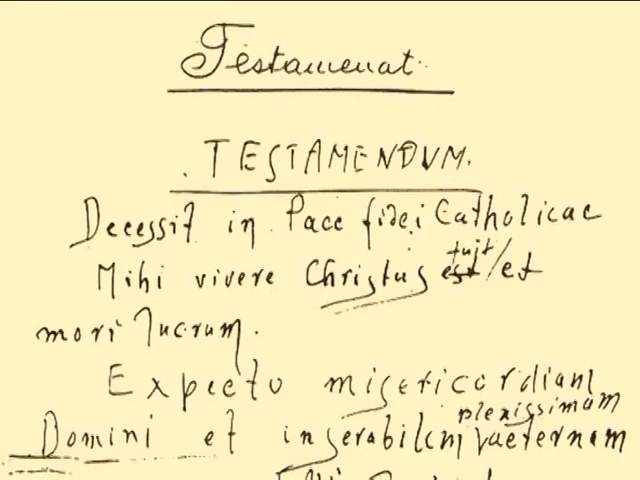 Testamenat
TESTAMENDVM.
Decessit in Pace fidei Catholicae
Mihi vivere Christus est fuit/et
mori lucrum.
Expecto misericordiam
plenissimam
Domini et inserabilem vaeternam